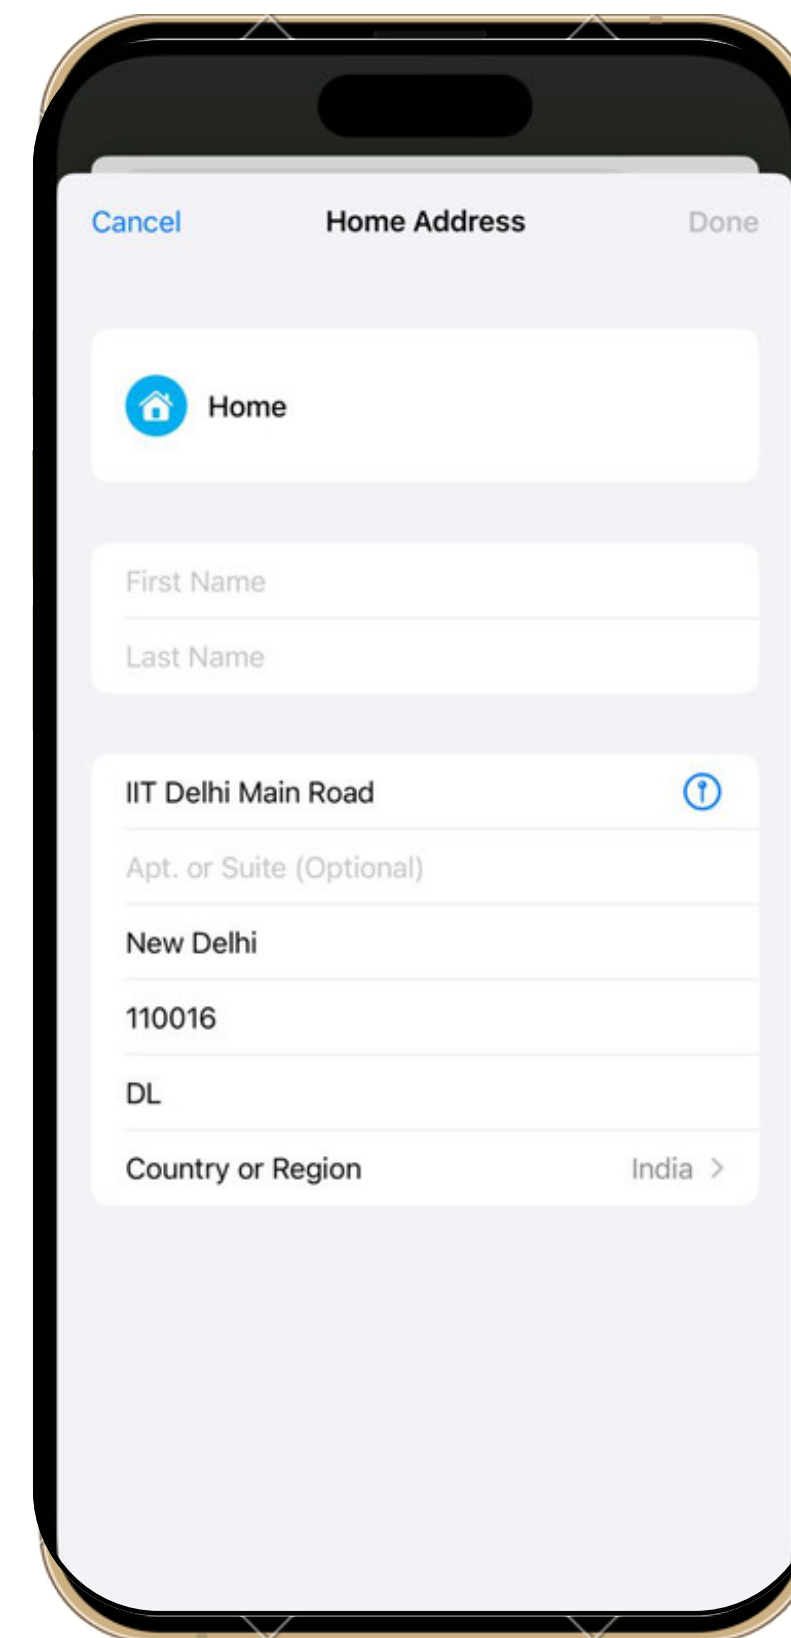 Cancel Home Address Done
Home
First Name
Last Name
IIT Delhi Main Road
Apt. or Suite (Optional)
New Delhi
110016
DL
Country or Region India >